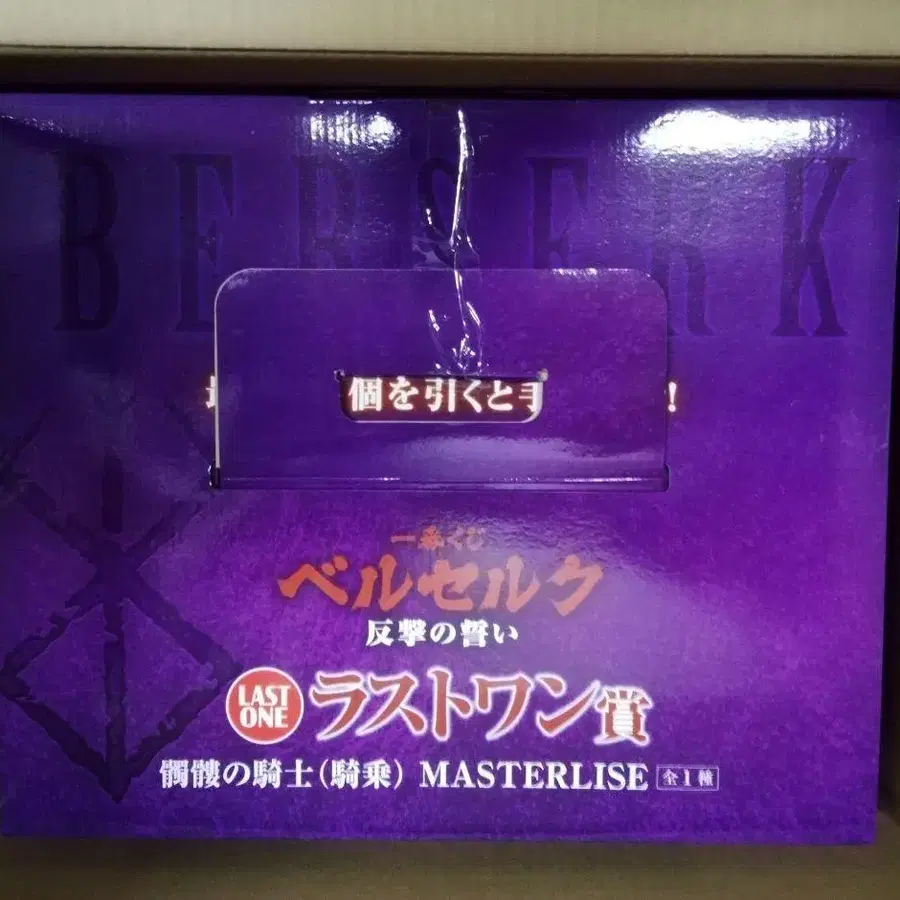 BERSERK
個を引くと手
!
一番くじ
ベルセルク
反撃の誓い
LAST ONE ラストワン賞
髑髏の騎士（騎乗） MASTERLISE 全1種